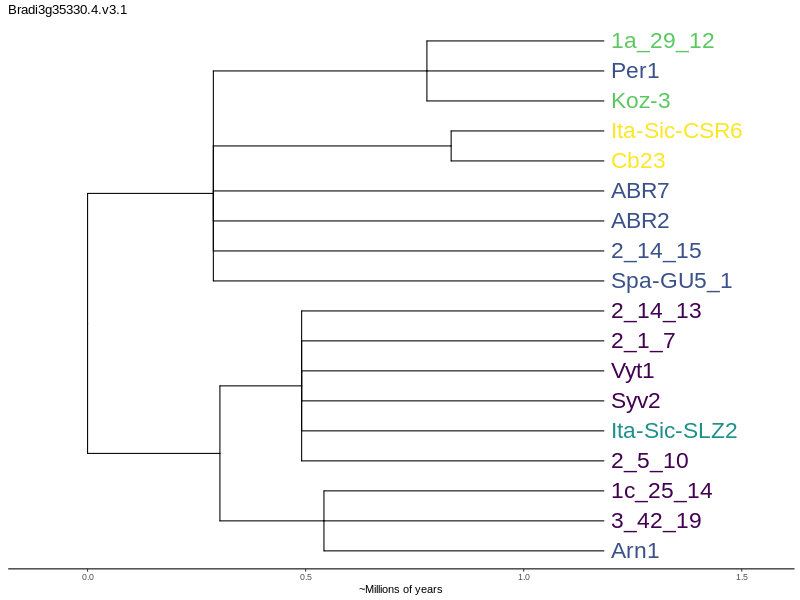 Bradi3g35330.4.v3.1
1a_29_12
Per1
Koz-3
Ita-Sic-CSR6
Cb23
ABR7
ABR2
2_14_15
Spa-GU5_1
2_14_13
2_1_7
Vyt1
Syv2
Ita-Sic-SLZ2
2_5_10
1c_25_14
3_42_19
Arn1
0.0 0.5 1.0 1.5
~Millions of years